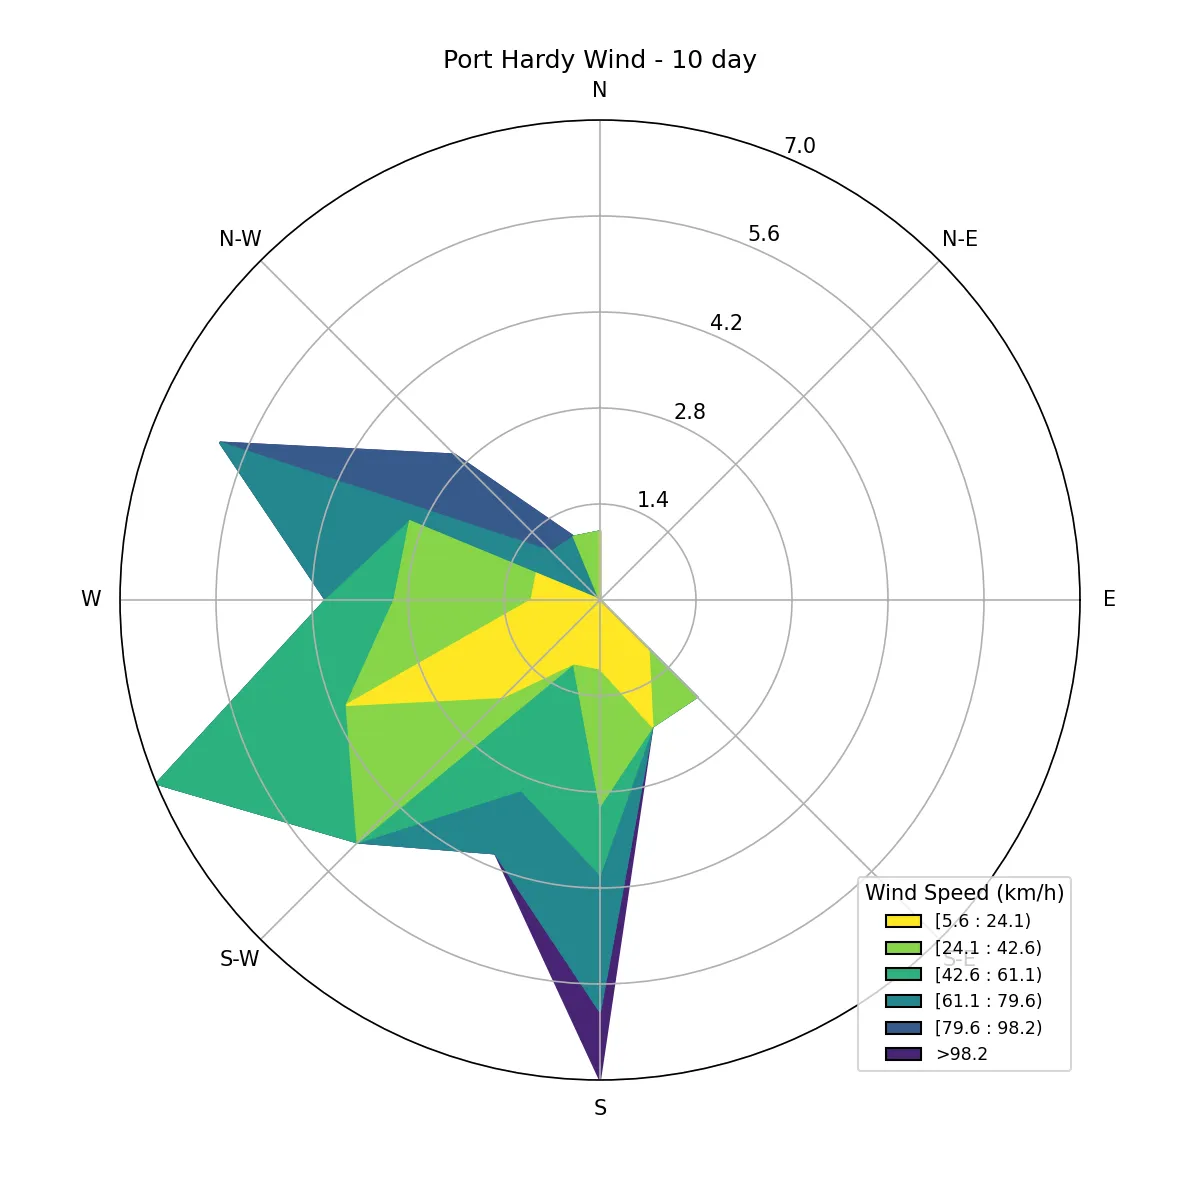 Port Hardy Wind - 10 day
N
7.0
N-W
5.6
N-E
4.2
2.8
1.4
W
E
S-W
S-E
Wind Speed (km/h)
[5.6 : 24.1)
[24.1 : 42.6)
[42.6 : 61.1)
[61.1 : 79.6)
[79.6 : 98.2)
>98.2
S